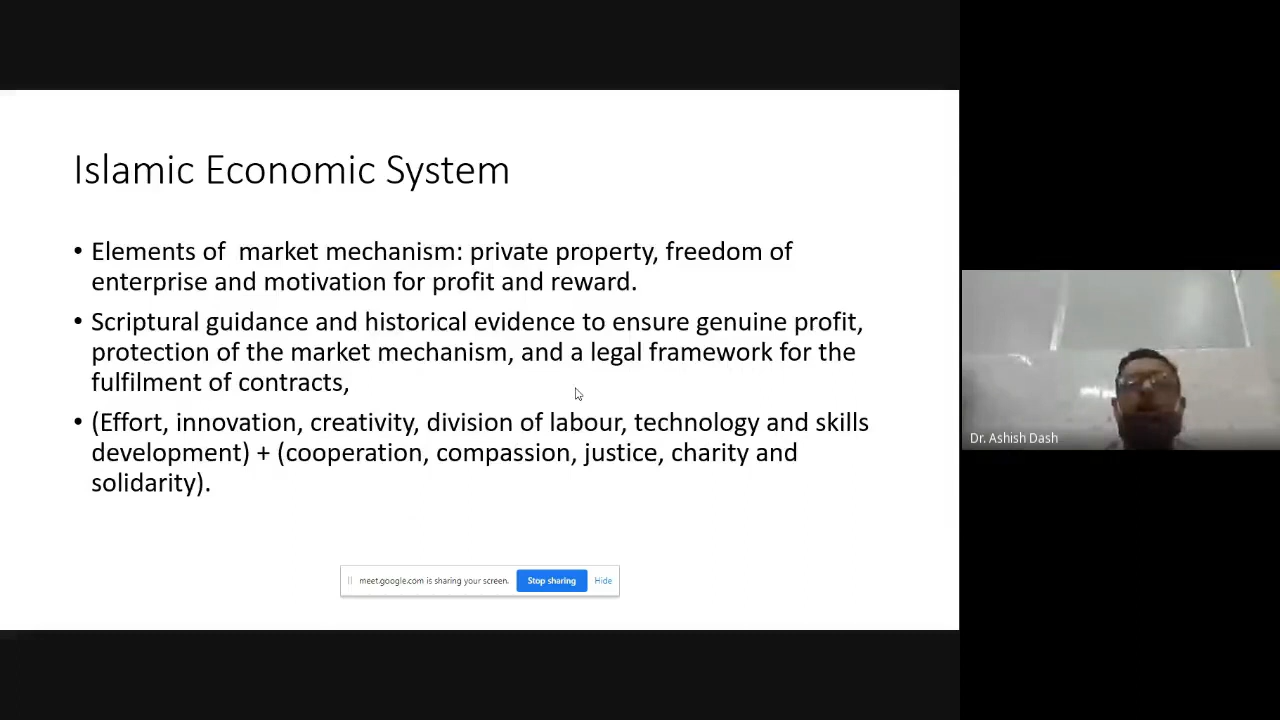 Islamic Economic System
• Elements of  market mechanism: private property, freedom of
enterprise and motivation for profit and reward.
• Scriptural guidance and historical evidence to ensure genuine profit,
protection of the market mechanism, and a legal framework for the
fulfilment of contracts,
• (Effort, innovation, creativity, division of labour, technology and skills
development) + (cooperation, compassion, justice, charity and
solidarity).
meet.google.com is sharing your screen. Stop sharing Hide
Dr. Ashish Dash